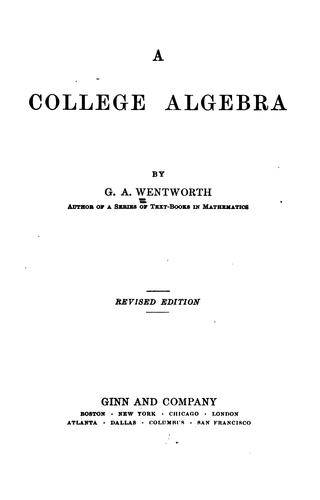 A
COLLEGE ALGEBRA
BY
G. A. WENTWORTH
AUTHOR OF A SERIES OF TEXT-BOOKS IN MATHEMATICS
REVISED EDITION
GINN AND COMPANY
BOSTON · NEW YORK · CHICAGO · LONDON
ATLANTA · DALLAS · COLUMBUS · SAN FRANCISCO